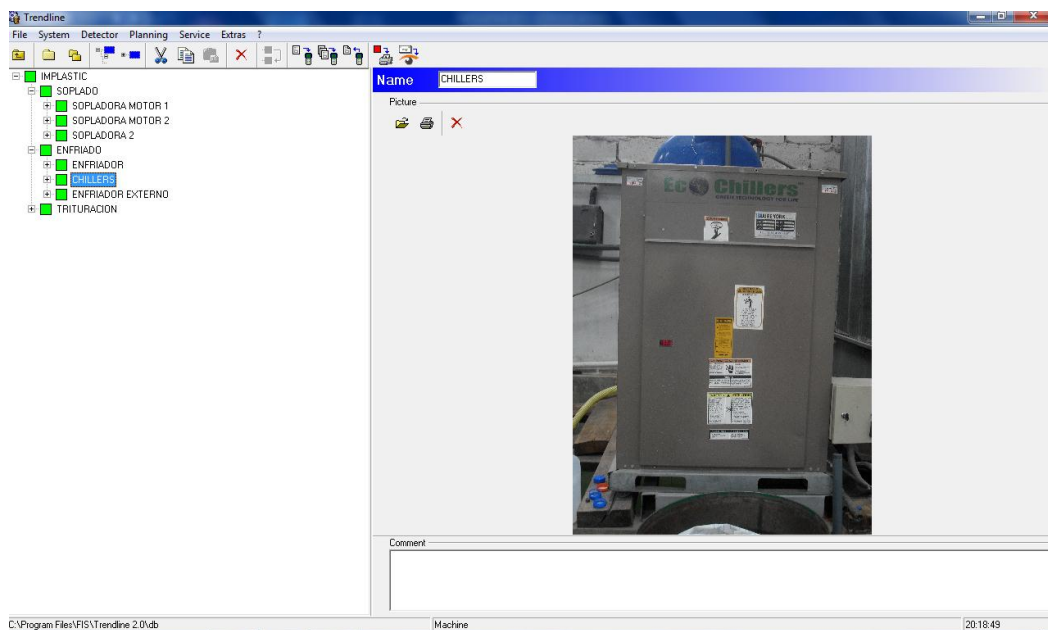 Trendline
File System Detector Planning Service Extras ?
IMPLASTIC
SOPLADO
SOPLADORA MOTOR 1
SOPLADORA MOTOR 2
SOPLADORA 2
ENFRIADO
ENFRIADOR
CHILLERS
ENFRIADOR EXTERNO
TRITURACION
Name CHILLERS
Picture
Eco Chillers
Comment
C:\Program Files\FIS\Trendline 2.0\db Machine 20:18:49